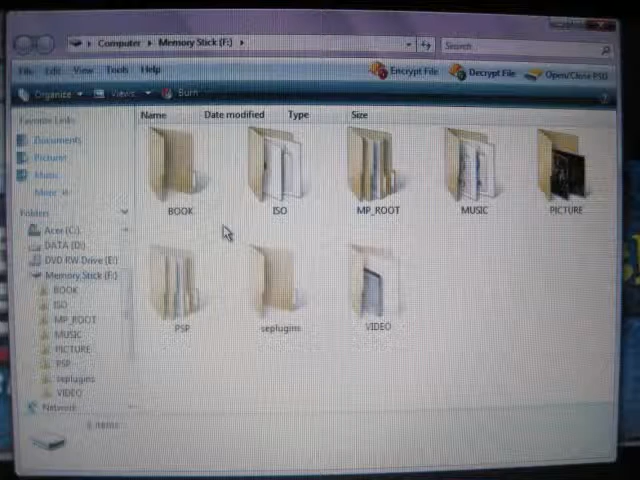 Computer ▸ Memory Stick (F:) ▸
Search
File Edit View Tools Help
Encrypt File Decrypt File Open/Close PSD
Organize Views Burn
Name Date modified Type Size
Favorite Links
Documents
Pictures
Music
More »
Folders
Acer (C:)
DATA (D:)
DVD RW Drive (E:)
Memory Stick (F:)
BOOK
ISO
MP_ROOT
MUSIC
PICTURE
PSP
seplugins
VIDEO
Network
BOOK ISO MP_ROOT MUSIC PICTURE
PSP seplugins VIDEO
8 items